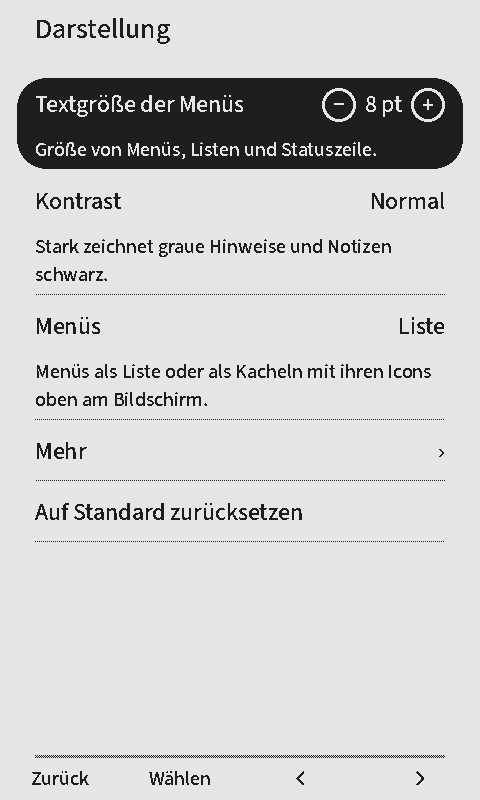 Darstellung
Textgröße der Menüs − 8 pt +
Größe von Menüs, Listen und Statuszeile.
Kontrast Normal
Stark zeichnet graue Hinweise und Notizen
schwarz.
Menüs Liste
Menüs als Liste oder als Kacheln mit ihren Icons
oben am Bildschirm.
Mehr ›
Auf Standard zurücksetzen
Zurück Wählen < >